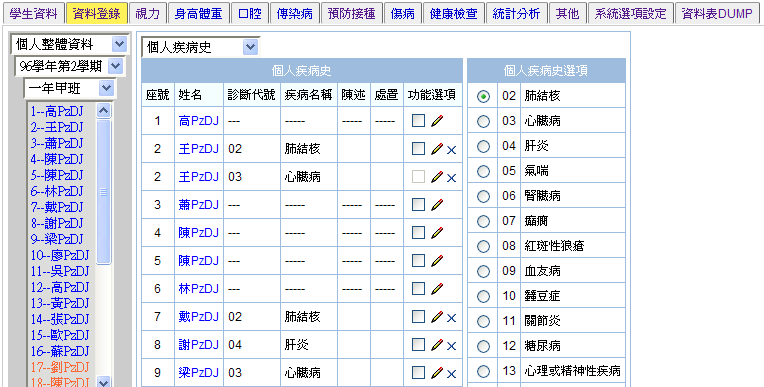 學生資料 資料登錄 視力 身高體重 口腔 傳染病 預防接種 傷病 健康檢查 統計分析 其他 系統選項設定 資料表DUMP
個人整體資料
96學年第2學期
一年甲班
1--高PzDJ
2--王PzDJ
3--蕭PzDJ
4--陳PzDJ
5--陳PzDJ
6--林PzDJ
7--戴PzDJ
8--謝PzDJ
9--梁PzDJ
10--廖PzDJ
11--吳PzDJ
12--高PzDJ
13--黃PzDJ
14--張PzDJ
15--歐PzDJ
16--蘇PzDJ
17--劉PzDJ
18--陳PzDJ
個人疾病史
個人疾病史
座號 姓名 診斷代號 疾病名稱 陳述 處置 功能選項
1 高PzDJ --- ----- ----- -----
2 王PzDJ 02 肺結核
2 王PzDJ 03 心臟病
3 蕭PzDJ --- ----- ----- -----
4 陳PzDJ --- ----- ----- -----
5 陳PzDJ --- ----- ----- -----
6 林PzDJ --- ----- ----- -----
7 戴PzDJ 02 肺結核
8 謝PzDJ 04 肝炎
9 梁PzDJ 03 心臟病
個人疾病史選項
02 肺結核
03 心臟病
04 肝炎
05 氣喘
06 腎臟病
07 癲癇
08 紅斑性狼瘡
09 血友病
10 蠶豆症
11 關節炎
12 糖尿病
13 心理或精神性疾病